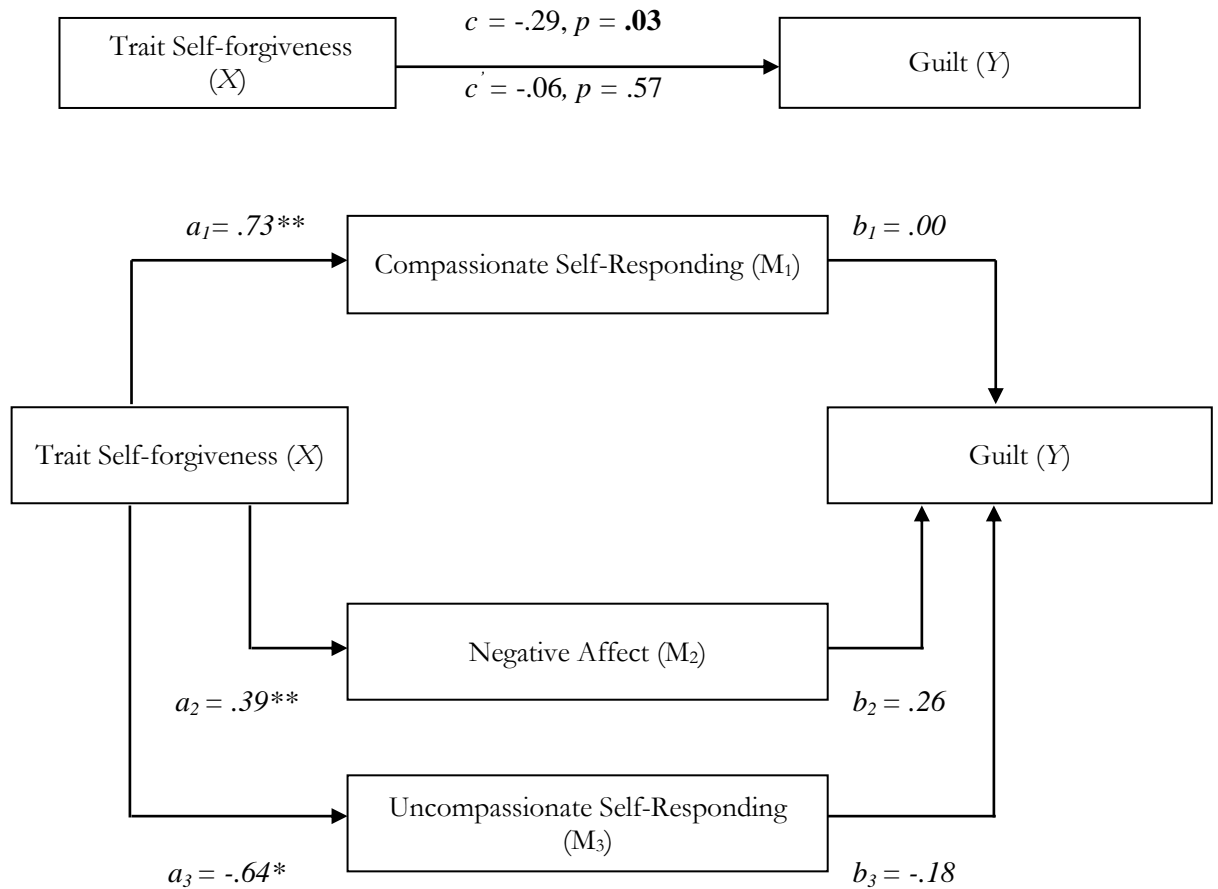 c = -.29, p = .03
Trait Self-forgiveness
(X)
Guilt (Y)
c' = -.06, p = .57
a1= .73**
b1 = .00
Compassionate Self-Responding (M1)
Trait Self-forgiveness (X)
Guilt (Y)
Negative Affect (M2)
a2 = .39**
b2 = .26
Uncompassionate Self-Responding
(M3)
a3 = -.64*
b3 = -.18